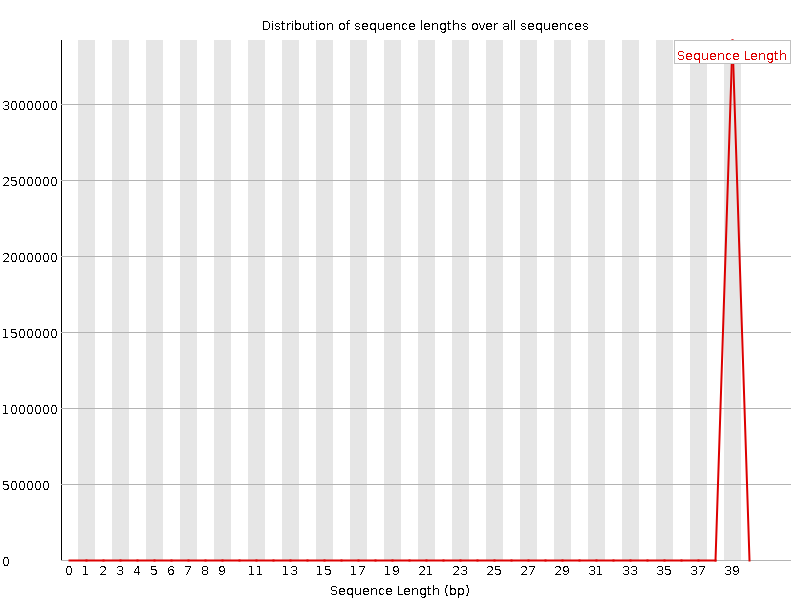 Distribution of sequence lengths over all sequences
Sequence Length
3000000
2500000
2000000
1500000
1000000
500000
0
0 1 2 3 4 5 6 7 8 9 11 13 15 17 19 21 23 25 27 29 31 33 35 37 39
Sequence Length (bp)